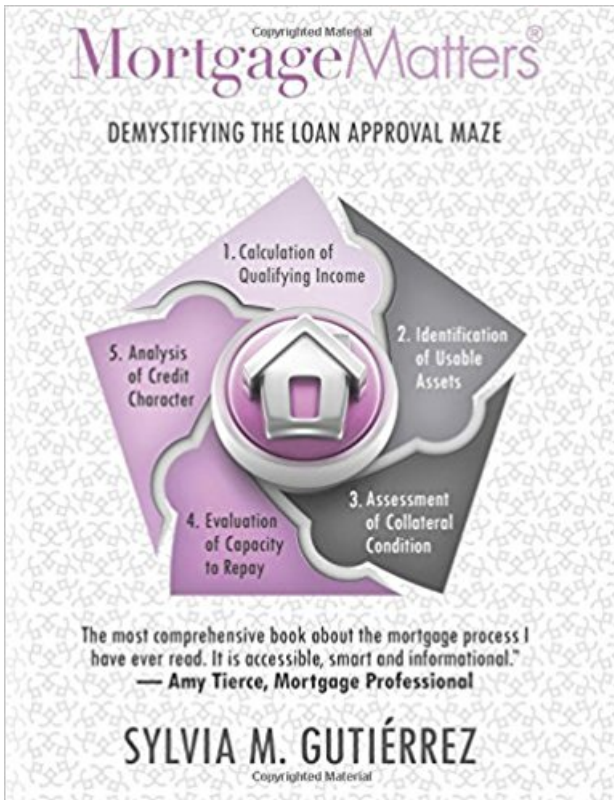 Copyrighted Material
MortgageMatters®
DEMYSTIFYING THE LOAN APPROVAL MAZE
1. Calculation of
Qualifying Income
2. Identification
of Usable
Assets
3. Assessment
of Collateral
Condition
4. Evaluation
of Capacity
to Repay
5. Analysis
of Credit
Character
The most comprehensive book about the mortgage process I
have ever read. It is accessible, smart and informational."
— Amy Tierce, Mortgage Professional
SYLVIA M. GUTIÉRREZ
Copyrighted Material